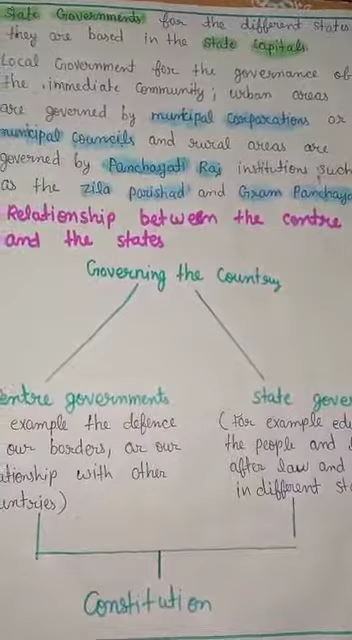 State Governments for the different states
they are based in the state capitals
Local Government for the governance of
the immediate community; urban areas
are governed by municipal corporations or
municipal councils and rural areas are
governed by Panchayati Raj institutions such
as the zila parishad and Gram Panchaya
Relationship between the centre
and the states
Governing the Country
entre governments
state gover
example the defence
our borders, or our
ationship with other
untries)
(For example edu
the people and
after law and
in different sta
Constitution